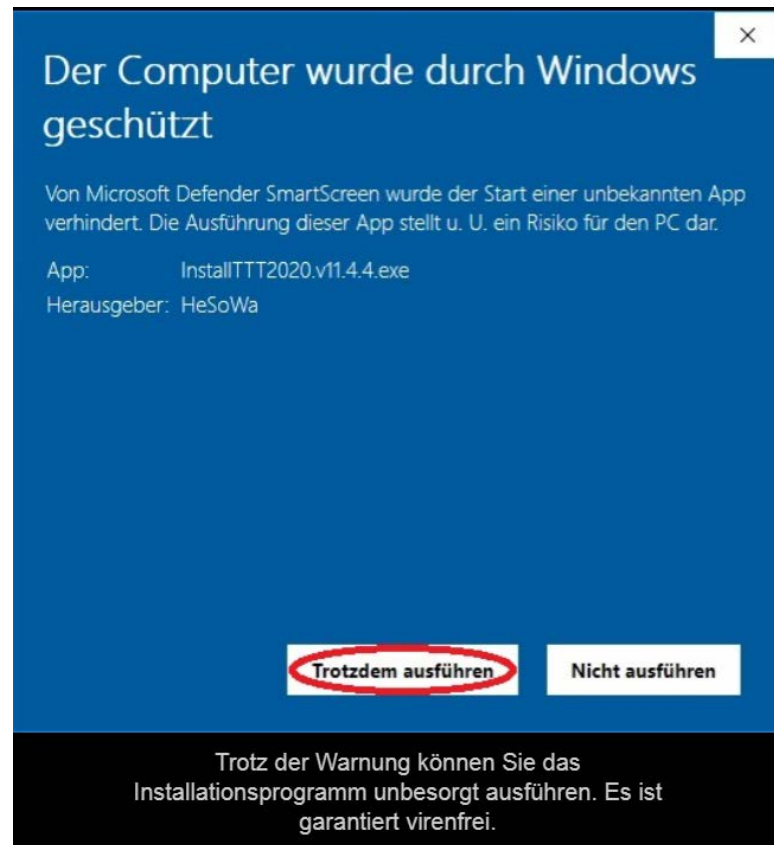 Der Computer wurde durch Windows
geschützt
Von Microsoft Defender SmartScreen wurde der Start einer unbekannten App
verhindert. Die Ausführung dieser App stellt u. U. ein Risiko für den PC dar.
App: InstallTTT2020.v11.4.4.exe
Herausgeber: HeSoWa
Trotzdem ausführen Nicht ausführen
Trotz der Warnung können Sie das
Installationsprogramm unbesorgt ausführen. Es ist
garantiert virenfrei.